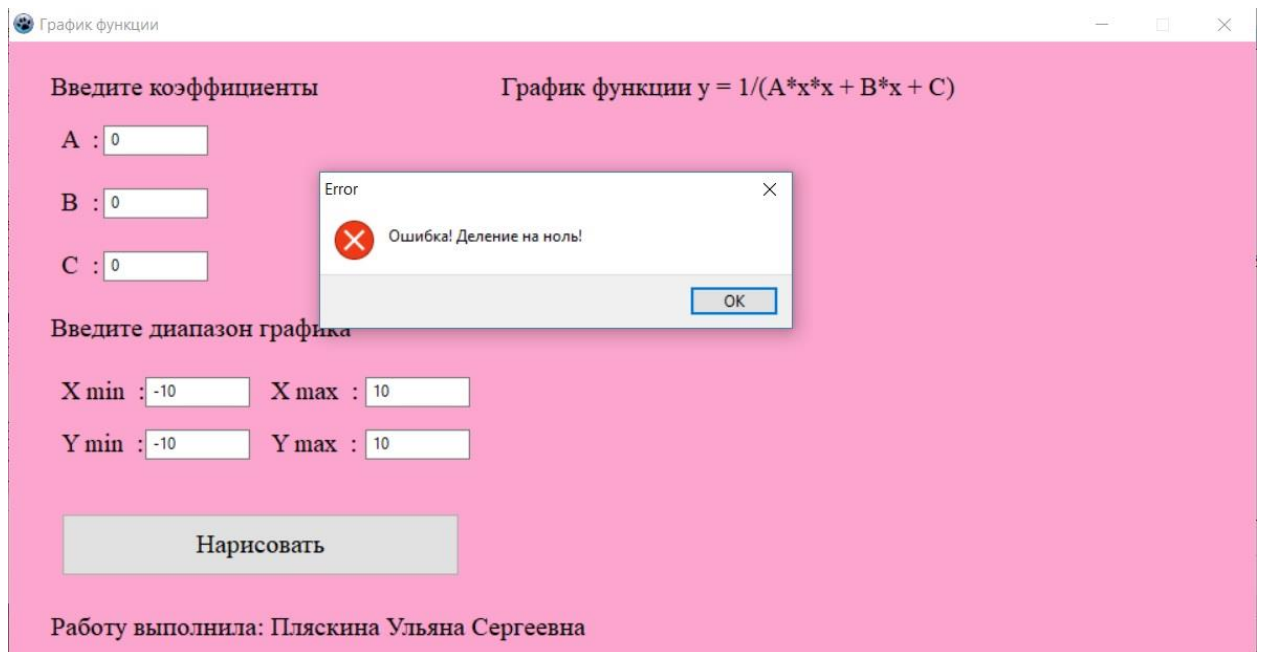 График функции
Введите коэффициенты
График функции y = 1/(A*x*x + B*x + C)
A : 0
B : 0
C : 0
Error
Ошибка! Деление на ноль!
OK
Введите диапазон графика
X min : -10 X max : 10
Y min : -10 Y max : 10
Нарисовать
Работу выполнила: Пляскина Ульяна Сергеевна